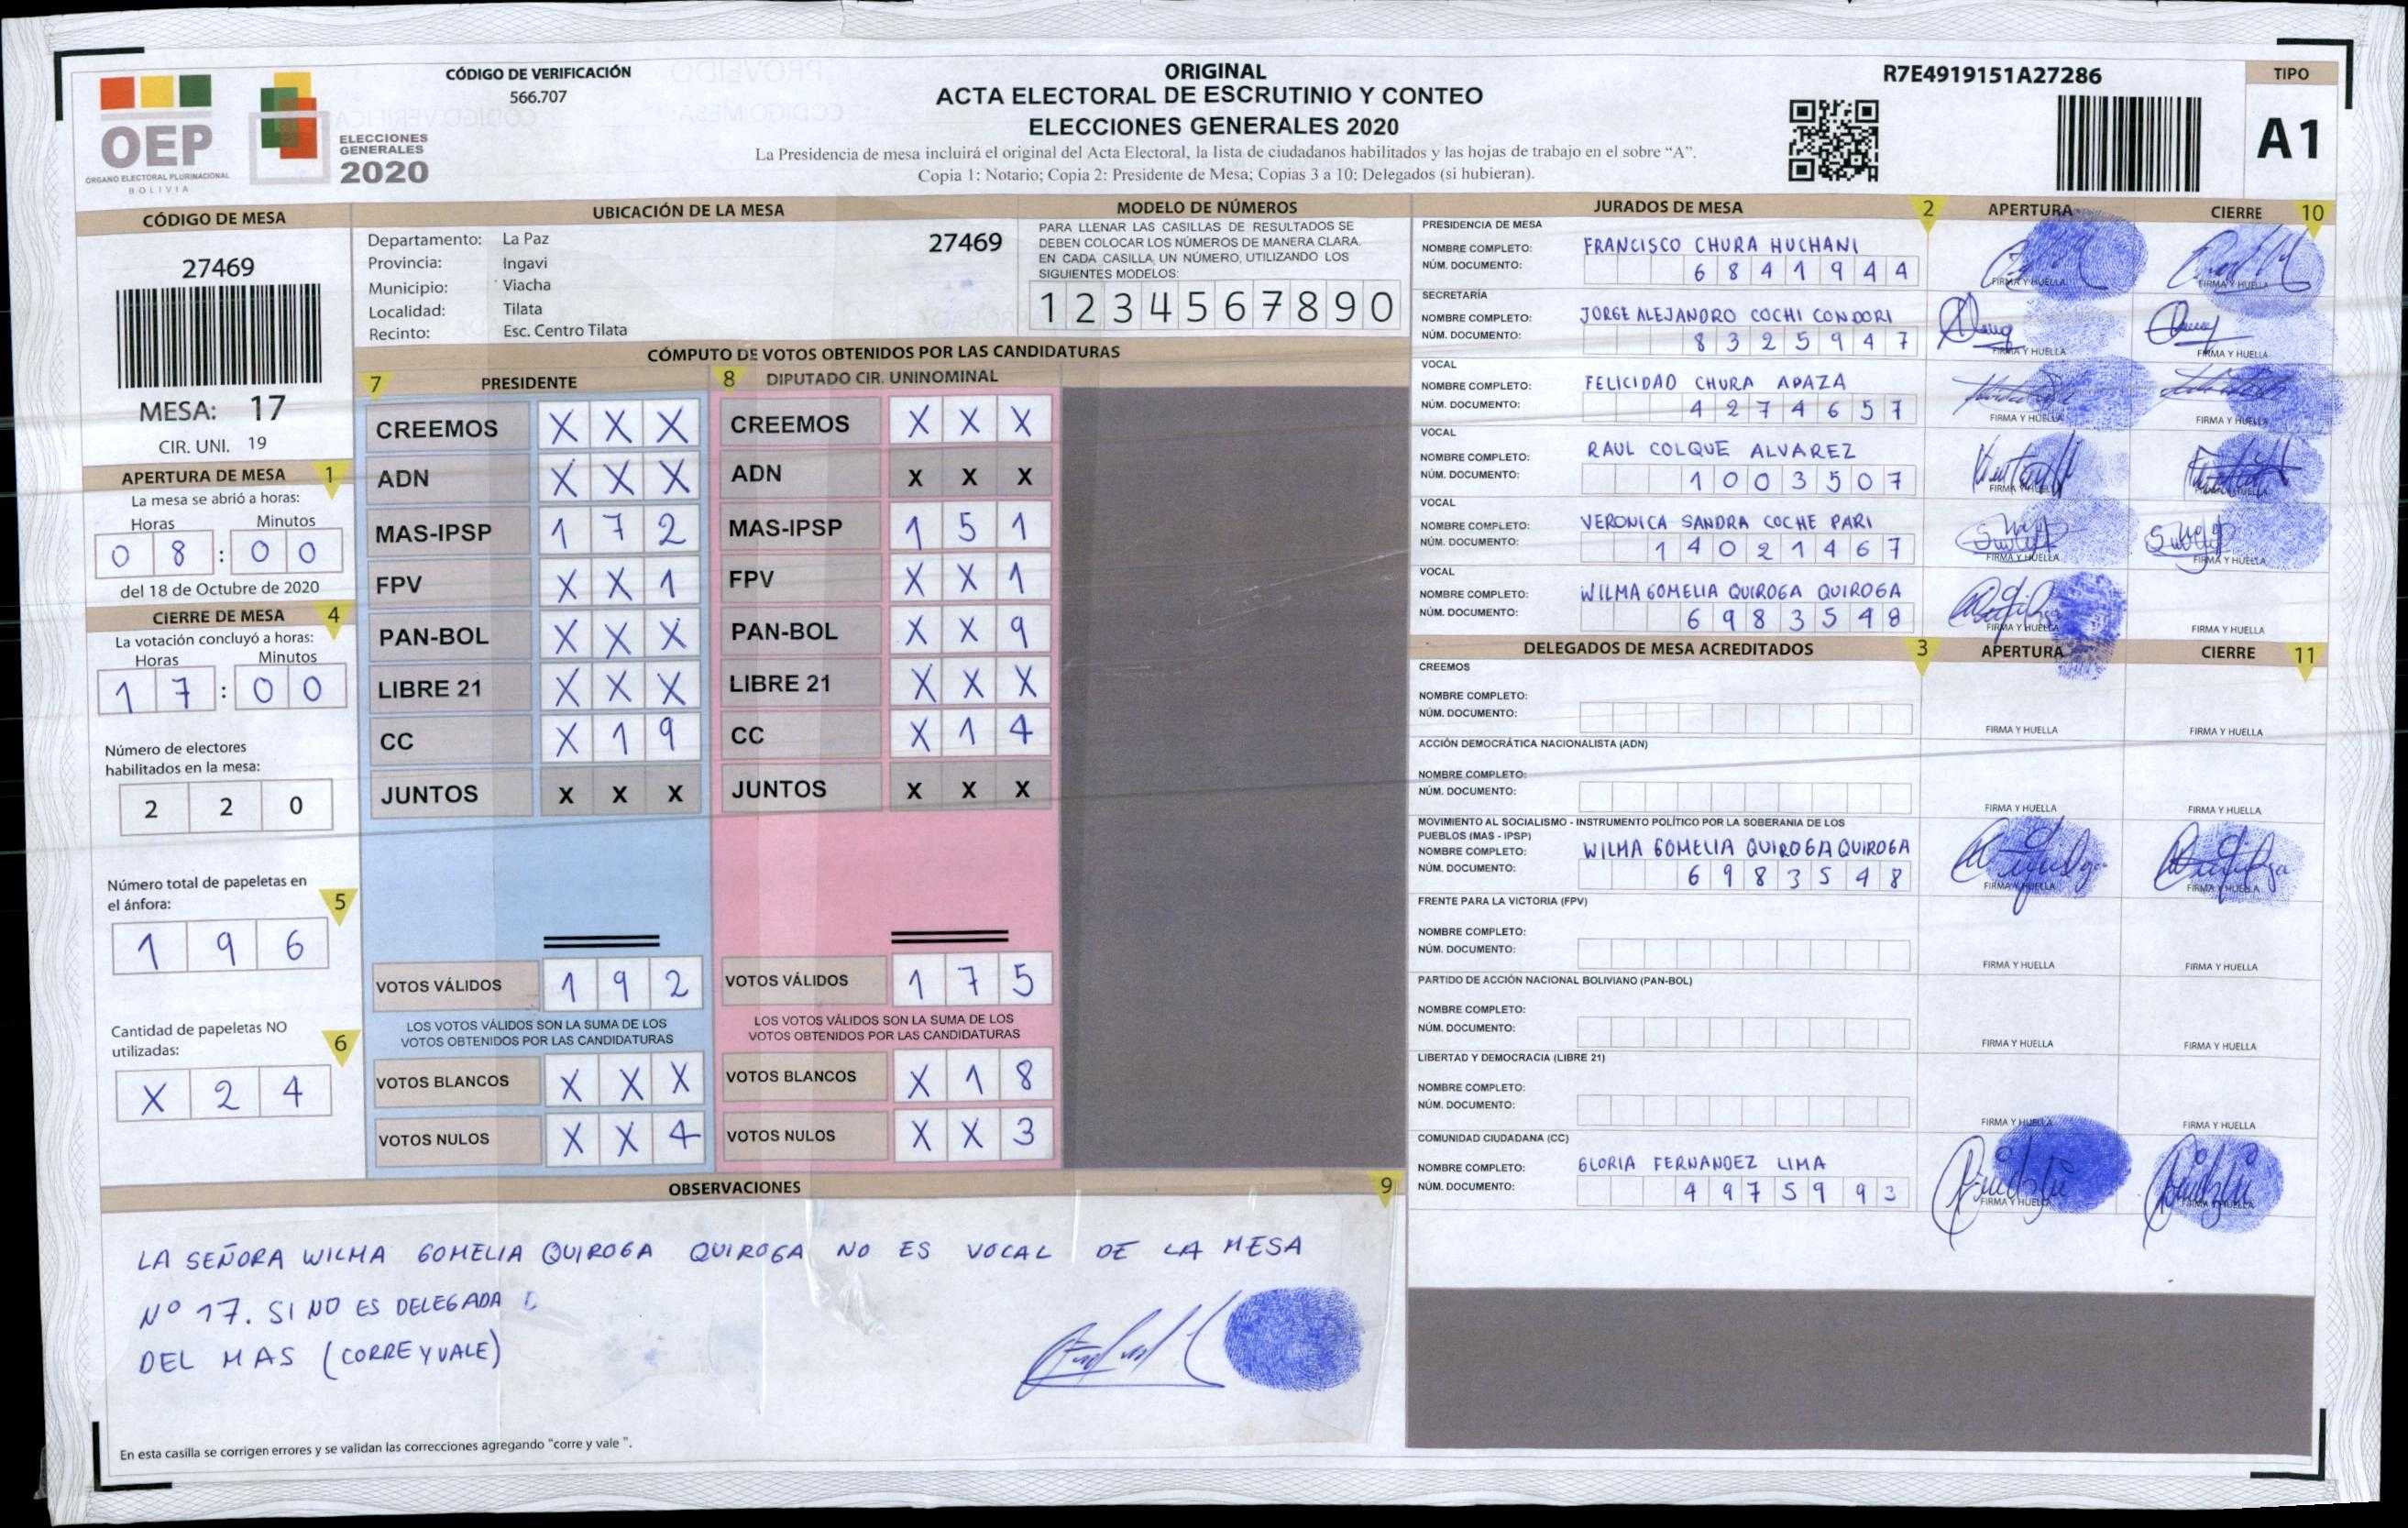 OEP
ÓRGANO ELECTORAL PLURINACIONAL
BOLIVIA
ELECCIONES
GENERALES
2020
CÓDIGO DE VERIFICACIÓN
566.707
ORIGINAL
ACTA ELECTORAL DE ESCRUTINIO Y CONTEO
ELECCIONES GENERALES 2020
La Presidencia de mesa incluirá el original del Acta Electoral, la lista de ciudadanos habilitados y las hojas de trabajo en el sobre “A”.
Copia 1: Notario; Copia 2: Presidente de Mesa; Copias 3 a 10: Delegados (si hubieran).
R7E4919151A27286
TIPO
A1
CÓDIGO DE MESA
27469
MESA: 17
CIR. UNI. 19
APERTURA DE MESA 1
La mesa se abrió a horas:
Horas Minutos
0 8 : 0 0
del 18 de Octubre de 2020
CIERRE DE MESA 4
La votación concluyó a horas:
Horas Minutos
1 7 : 0 0
Número de electores
habilitados en la mesa:
2 2 0
Número total de papeletas en
el ánfora: 5
1 9 6
Cantidad de papeletas NO
utilizadas: 6
X 2 4
UBICACIÓN DE LA MESA
Departamento: La Paz 27469
Provincia: Ingavi
Municipio: Viacha
Localidad: Tilata
Recinto: Esc. Centro Tilata
MODELO DE NÚMEROS
PARA LLENAR LAS CASILLAS DE RESULTADOS SE
DEBEN COLOCAR LOS NÚMEROS DE MANERA CLARA.
EN CADA CASILLA, UN NÚMERO, UTILIZANDO LOS
SIGUIENTES MODELOS:
1 2 3 4 5 6 7 8 9 0
CÓMPUTO DE VOTOS OBTENIDOS POR LAS CANDIDATURAS
7 PRESIDENTE
CREEMOS X X X
ADN X X X
MAS-IPSP 1 7 2
FPV X X 1
PAN-BOL X X X
LIBRE 21 X X X
CC X 1 9
JUNTOS X X X
VOTOS VÁLIDOS 1 9 2
LOS VOTOS VÁLIDOS SON LA SUMA DE LOS
VOTOS OBTENIDOS POR LAS CANDIDATURAS
VOTOS BLANCOS X X X
VOTOS NULOS X X 4
8 DIPUTADO CIR. UNINOMINAL
CREEMOS X X X
ADN X X X
MAS-IPSP 1 5 1
FPV X X 1
PAN-BOL X X 9
LIBRE 21 X X X
CC X 1 4
JUNTOS X X X
VOTOS VÁLIDOS 1 7 5
LOS VOTOS VÁLIDOS SON LA SUMA DE LOS
VOTOS OBTENIDOS POR LAS CANDIDATURAS
VOTOS BLANCOS X 1 8
VOTOS NULOS X X 3
OBSERVACIONES 9
LA SEÑORA WILMA GOMELIA QUIROGA QUIROGA NO ES VOCAL DE LA MESA
Nº 17. SI NO ES DELEGADA
DEL MAS (CORRE Y VALE)
En esta casilla se corrigen errores y se validan las correcciones agregando "corre y vale ".
JURADOS DE MESA 2 APERTURA CIERRE 10
PRESIDENCIA DE MESA
NOMBRE COMPLETO: FRANCISCO CHURA HUCHANI
NÚM. DOCUMENTO: 6 8 4 1 9 4 4
FIRMA Y HUELLA FIRMA Y HUELLA
SECRETARÍA
NOMBRE COMPLETO: JORGE ALEJANDRO COCHI CONDORI
NÚM. DOCUMENTO: 8 3 2 5 9 4 7
FIRMA Y HUELLA FIRMA Y HUELLA
VOCAL
NOMBRE COMPLETO: FELICIDAD CHURA APAZA
NÚM. DOCUMENTO: 4 2 7 4 6 5 7
FIRMA Y HUELLA FIRMA Y HUELLA
VOCAL
NOMBRE COMPLETO: RAUL COLQUE ALVAREZ
NÚM. DOCUMENTO: 1 0 0 3 5 0 7
FIRMA Y HUELLA FIRMA Y HUELLA
VOCAL
NOMBRE COMPLETO: VERONICA SANDRA COCHE PARI
NÚM. DOCUMENTO: 1 4 0 2 1 4 6 7
FIRMA Y HUELLA FIRMA Y HUELLA
VOCAL
NOMBRE COMPLETO: WILMA GOMELIA QUIROGA QUIROGA
NÚM. DOCUMENTO: 6 9 8 3 5 4 8
FIRMA Y HUELLA FIRMA Y HUELLA
DELEGADOS DE MESA ACREDITADOS 3 APERTURA CIERRE 11
CREEMOS
NOMBRE COMPLETO:
NÚM. DOCUMENTO:
FIRMA Y HUELLA FIRMA Y HUELLA
ACCIÓN DEMOCRÁTICA NACIONALISTA (ADN)
NOMBRE COMPLETO:
NÚM. DOCUMENTO:
FIRMA Y HUELLA FIRMA Y HUELLA
MOVIMIENTO AL SOCIALISMO - INSTRUMENTO POLÍTICO POR LA SOBERANIA DE LOS
PUEBLOS (MAS - IPSP)
NOMBRE COMPLETO: WILMA GOMELIA QUIROGA QUIROGA
NÚM. DOCUMENTO: 6 9 8 3 5 4 8
FIRMA Y HUELLA FIRMA Y HUELLA
FRENTE PARA LA VICTORIA (FPV)
NOMBRE COMPLETO:
NÚM. DOCUMENTO:
FIRMA Y HUELLA FIRMA Y HUELLA
PARTIDO DE ACCIÓN NACIONAL BOLIVIANO (PAN-BOL)
NOMBRE COMPLETO:
NÚM. DOCUMENTO:
FIRMA Y HUELLA FIRMA Y HUELLA
LIBERTAD Y DEMOCRACIA (LIBRE 21)
NOMBRE COMPLETO:
NÚM. DOCUMENTO:
FIRMA Y HUELLA FIRMA Y HUELLA
COMUNIDAD CIUDADANA (CC)
NOMBRE COMPLETO: GLORIA FERNANDEZ LIMA
NÚM. DOCUMENTO: 4 9 7 5 9 9 3
FIRMA Y HUELLA FIRMA Y HUELLA